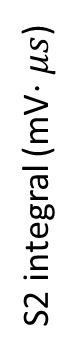 S2 integral (mV· μs)